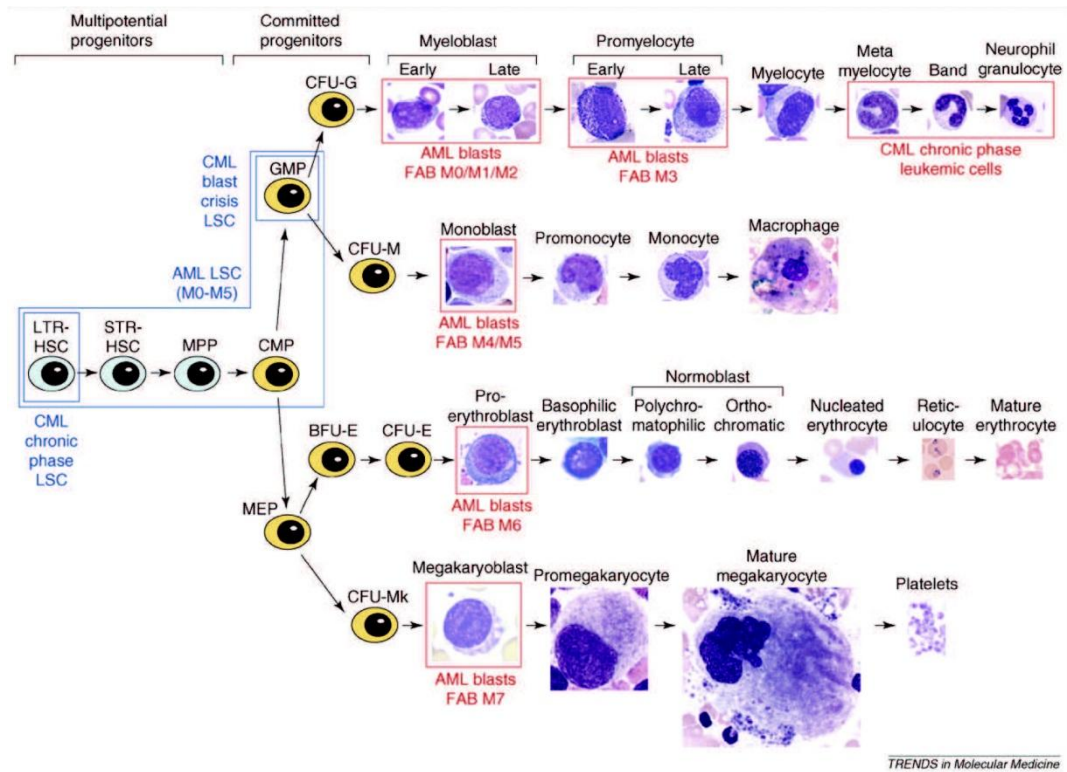 Multipotential
progenitors
Committed
progenitors
Myeloblast
Early
Late
Promyelocyte
Early
Late
Myelocyte
Meta
myelocyte
Band
Neurophil
granulocyte
CFU-G
AML blasts
FAB M0/M1/M2
AML blasts
FAB M3
CML chronic phase
leukemic cells
CML
blast
crisis
LSC
GMP
CFU-M
Monoblast
Promonocyte
Monocyte
Macrophage
AML blasts
FAB M4/M5
AML LSC
(M0-M5)
LTR-
HSC
STR-
HSC
MPP
CMP
CML
chronic
phase
LSC
BFU-E
CFU-E
Pro-
erythroblast
Basophilic
erythroblast
Normoblast
Polychro-
matophilic
Ortho-
chromatic
Nucleated
erythrocyte
Retic-
ulocyte
Mature
erythrocyte
AML blasts
FAB M6
MEP
CFU-Mk
Megakaryoblast
Promegakaryocyte
Mature
megakaryocyte
Platelets
AML blasts
FAB M7
TRENDS in Molecular Medicine